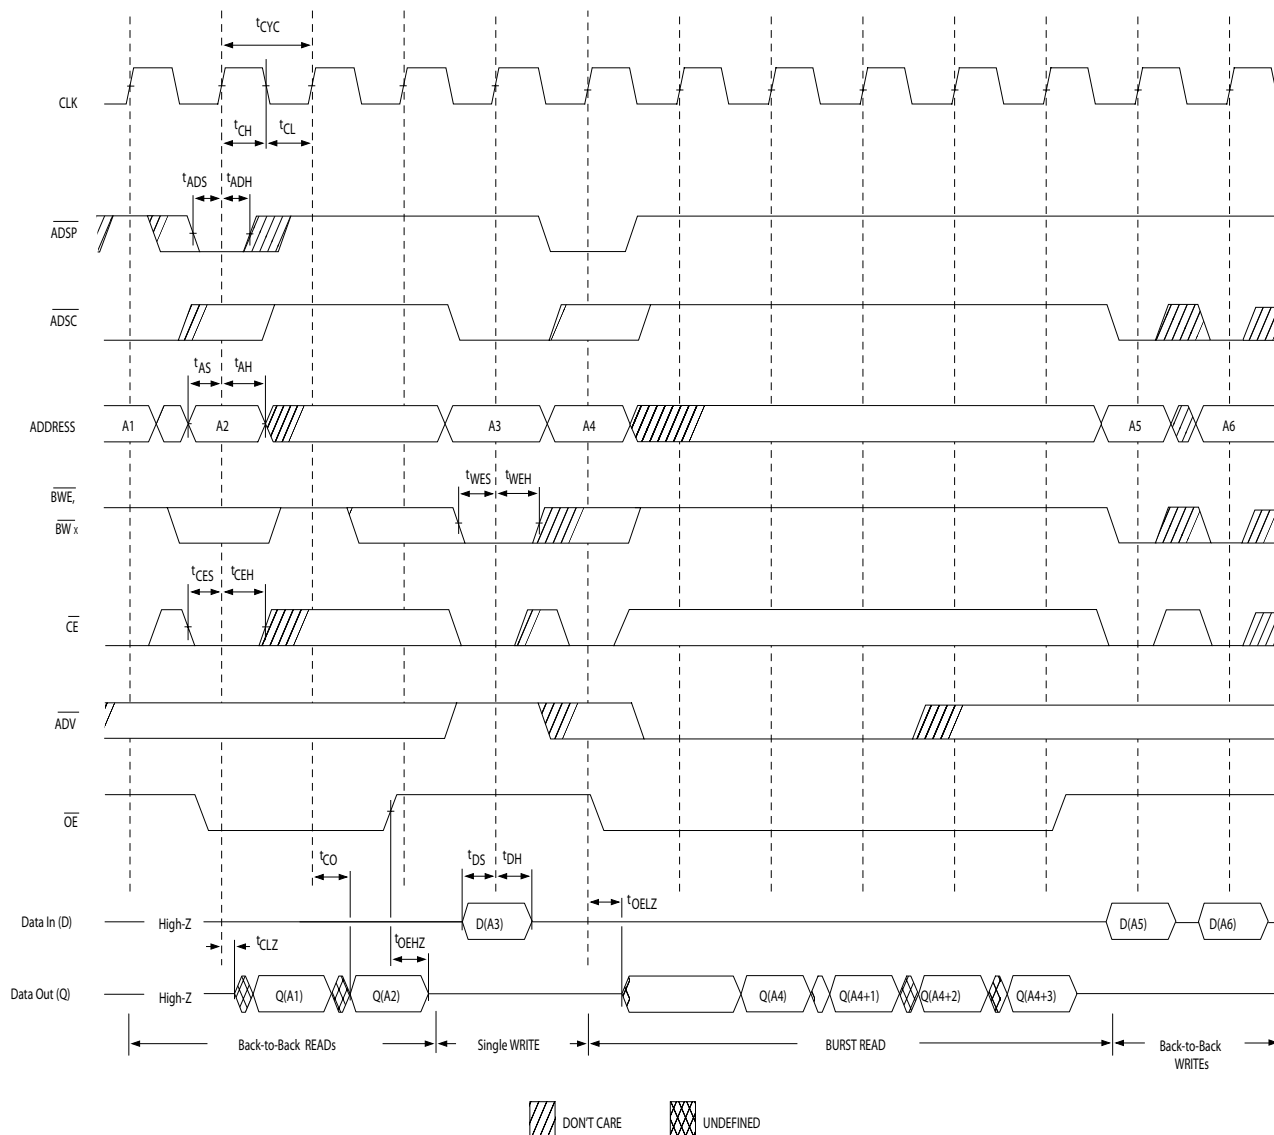 tCYC
CLK
tCH tCL
tADS tADH
ADSP
ADSC
tAS tAH
ADDRESS A1 A2 A3 A4 A5 A6
tWES tWEH
BWE,
BW x
tCES tCEH
CE
ADV
OE
tCO tDS tDH
tOELZ
Data In (D) High-Z D(A3) D(A5) D(A6)
tCLZ tOEHZ
Data Out (Q) High-Z Q(A1) Q(A2) Q(A4) Q(A4+1) Q(A4+2) Q(A4+3)
Back-to-Back READs Single WRITE BURST READ Back-to-Back
WRITEs
DON'T CARE UNDEFINED